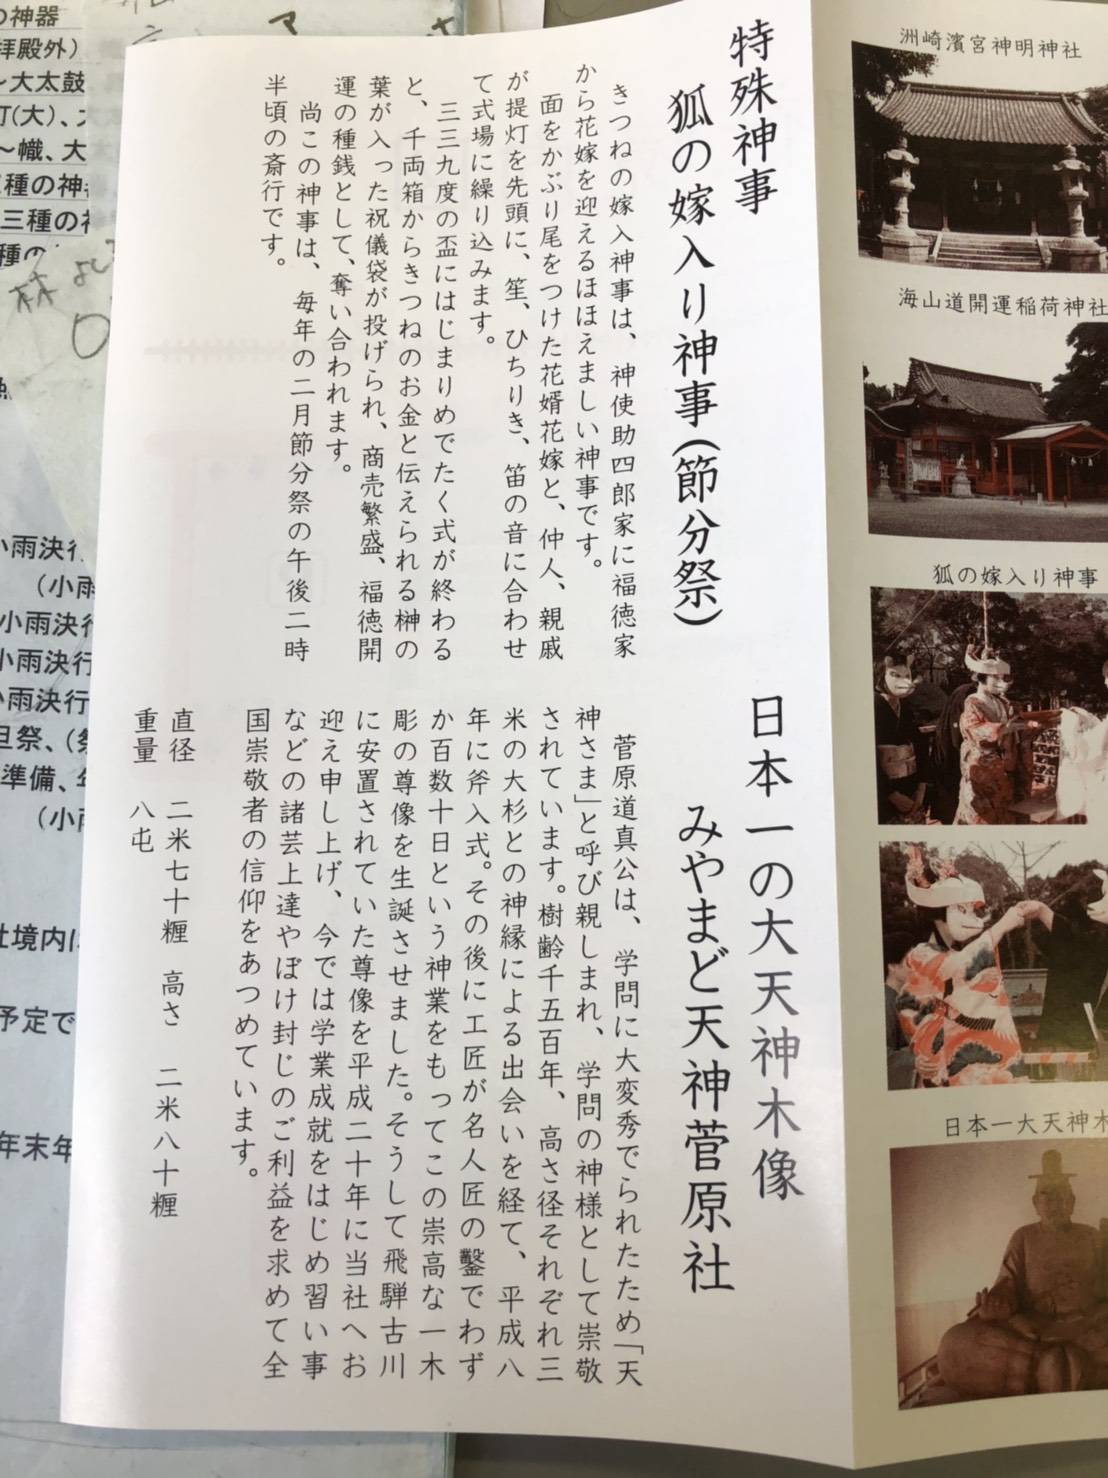 洲崎濱宮神明神社
海山道開運稲荷神社
狐の嫁入り神事
日本一大天神木
特殊神事
狐の嫁入り神事(節分祭)
きつねの嫁入神事は、神使助四郎家に福徳家
から花嫁を迎えるほほえましい神事です。
面をかぶり尾をつけた花婿花嫁と、仲人、親戚
が提灯を先頭に、笙、ひちりき、笛の音に合わせ
て式場に繰り込みます。
三三九度の盃にはじまりめでたく式が終わる
と、千両箱からきつねのお金と伝えられる榊の
葉が入った祝儀袋が投げられ、商売繁盛、福徳開
運の種銭として、奪い合われます。
尚この神事は、毎年の二月節分祭の午後二時
半頃の斎行です。
日本一の大天神木像
みやまど天神菅原社
菅原道真公は、学問に大変秀でられたため「天
神さま」と呼び親しまれ、学問の神様として崇敬
されています。樹齢千五百年、高さ径それぞれ三
米の大杉との神縁による出会いを経て、平成八
年に斧入式。その後に工匠が名人匠の鑿でわず
か百数十日という神業をもってこの崇高な一木
彫の尊像を生誕させました。そうして飛騨古川
に安置されていた尊像を平成二十年に当社へお
迎え申し上げ、今では学業成就をはじめ習い事
などの諸芸上達やぼけ封じのご利益を求めて全
国崇敬者の信仰をあつめています。
直径 二米七十糎 高さ 二米八十糎
重量 八屯
の神器
拝殿外)
～大太鼓
灯(大)、
～幟、大
種の神
三種の神
種の
林
小雨決行
(小雨
小雨決行
小雨決行
小雨決行
旦祭、
準備、
(小雨
社境内
予定で
年末年